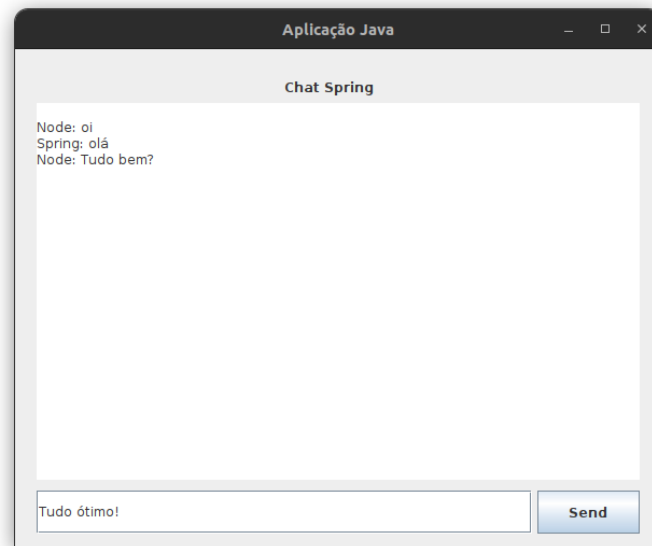 Aplicação Java
Chat Spring
Node: oi
Spring: olá
Node: Tudo bem?
Tudo ótimo!
Send